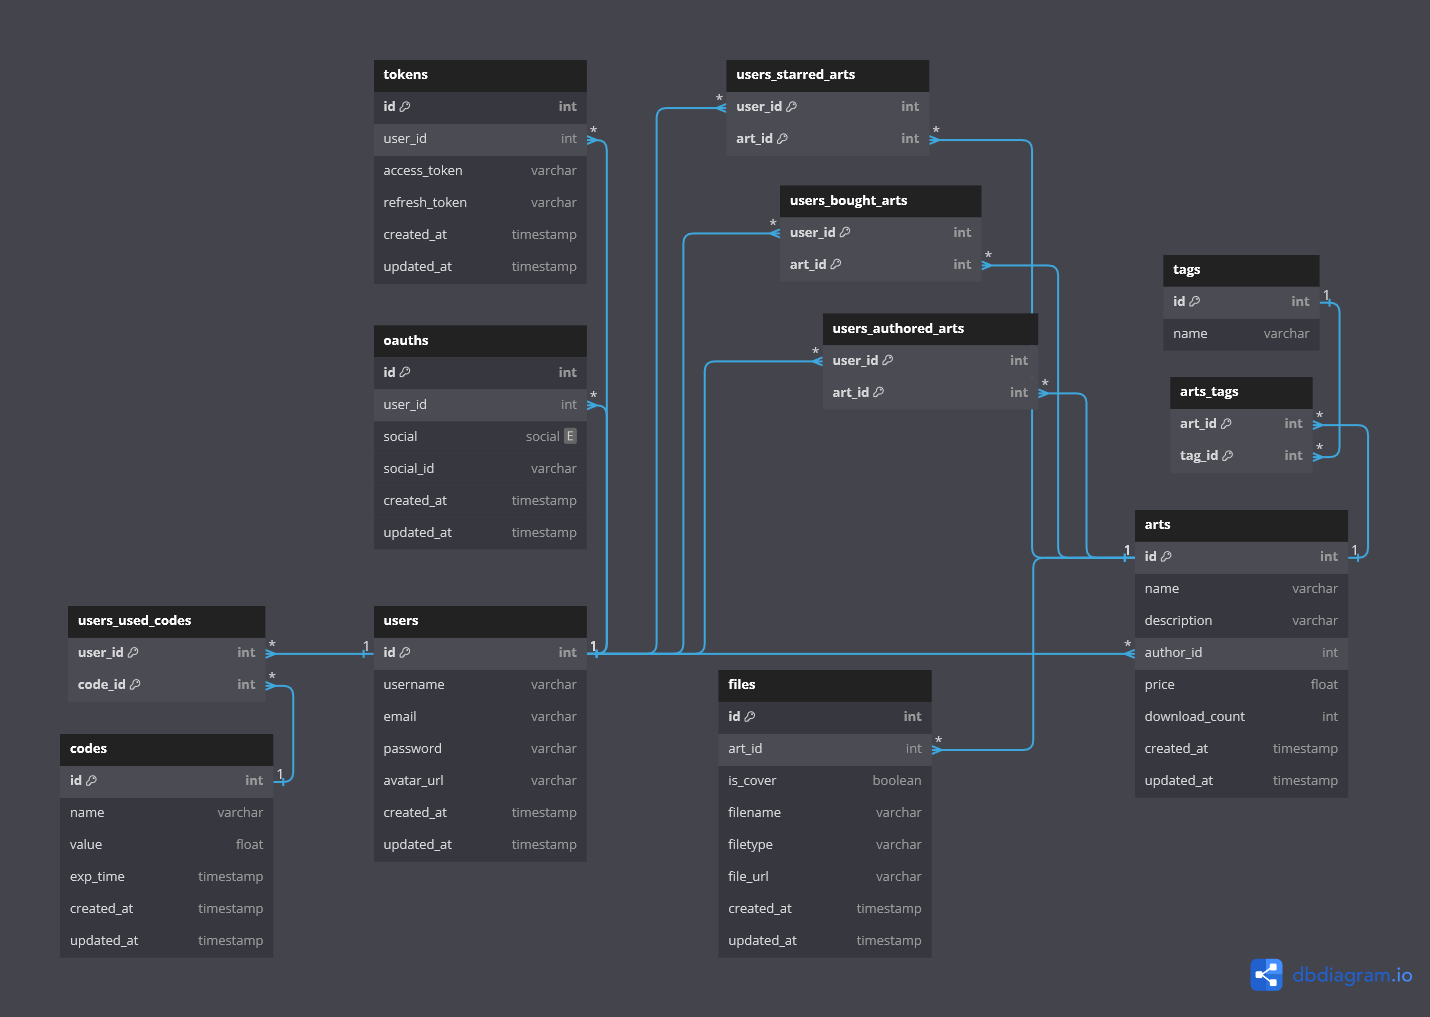 tokens
id int
* 
user_id int
access_token varchar
refresh_token varchar
created_at timestamp
updated_at timestamp
oauths
id int
*
user_id int
social social E
social_id varchar
created_at timestamp
updated_at timestamp
users_used_codes
*
user_id int
*
code_id int
codes
1
id int
name varchar
value float
exp_time timestamp
created_at timestamp
updated_at timestamp
users
1 1
id int
username varchar
email varchar
password varchar
avatar_url varchar
created_at timestamp
updated_at timestamp
users_starred_arts
*
user_id int
*
art_id int
users_bought_arts
*
user_id int
*
art_id int
users_authored_arts
*
user_id int
*
art_id int
files
id int
*
art_id int
is_cover boolean
filename varchar
filetype varchar
file_url varchar
created_at timestamp
updated_at timestamp
tags
1
id int
name varchar
arts_tags
*
art_id int
*
tag_id int
arts
1 1
id int
name varchar
description varchar
*
author_id int
price float
download_count int
created_at timestamp
updated_at timestamp
dbdiagram.io